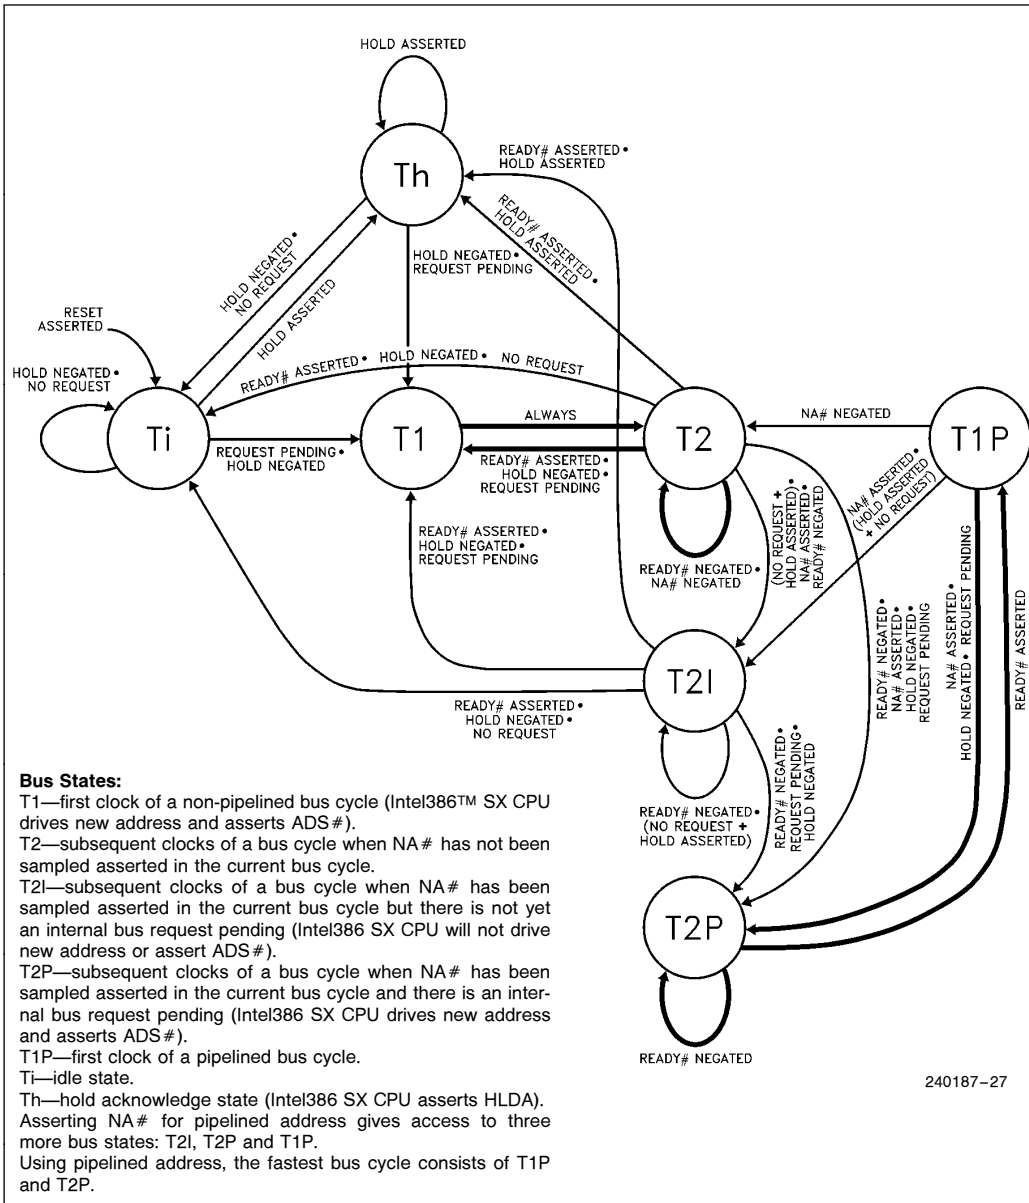 HOLD ASSERTED
Th
READY# ASSERTED•
HOLD ASSERTED
READY# ASSERTED•
HOLD ASSERTED
HOLD NEGATED•
NO REQUEST
HOLD ASSERTED
HOLD NEGATED•
REQUEST PENDING
RESET
ASSERTED
HOLD NEGATED•
NO REQUEST
READY# ASSERTED• HOLD NEGATED• NO REQUEST
Ti
T1
T2
T1P
ALWAYS
NA# NEGATED
REQUEST PENDING•
HOLD NEGATED
READY# ASSERTED•
HOLD NEGATED•
REQUEST PENDING
NA# ASSERTED•
(HOLD ASSERTED
+ NO REQUEST)
READY# ASSERTED•
HOLD NEGATED•
REQUEST PENDING
READY# NEGATED•
NA# NEGATED
(NO REQUEST +
HOLD ASSERTED)•
NA# ASSERTED•
READY# NEGATED
READY# NEGATED•
NA# ASSERTED•
HOLD NEGATED•
REQUEST PENDING
NA# ASSERTED•
HOLD NEGATED• REQUEST PENDING
READY# ASSERTED
T2I
READY# ASSERTED•
HOLD NEGATED•
NO REQUEST
READY# NEGATED•
(NO REQUEST +
HOLD ASSERTED)
READY# NEGATED•
REQUEST PENDING•
HOLD NEGATED
T2P
READY# NEGATED
Bus States:
T1—first clock of a non-pipelined bus cycle (Intel386™ SX CPU
drives new address and asserts ADS#).
T2—subsequent clocks of a bus cycle when NA# has not been
sampled asserted in the current bus cycle.
T2I—subsequent clocks of a bus cycle when NA# has been
sampled asserted in the current bus cycle but there is not yet
an internal bus request pending (Intel386 SX CPU will not drive
new address or assert ADS#).
T2P—subsequent clocks of a bus cycle when NA# has been
sampled asserted in the current bus cycle and there is an inter-
nal bus request pending (Intel386 SX CPU drives new address
and asserts ADS#).
T1P—first clock of a pipelined bus cycle.
Ti—idle state.
Th—hold acknowledge state (Intel386 SX CPU asserts HLDA).
Asserting NA# for pipelined address gives access to three
more bus states: T2I, T2P and T1P.
Using pipelined address, the fastest bus cycle consists of T1P
and T2P.
240187–27